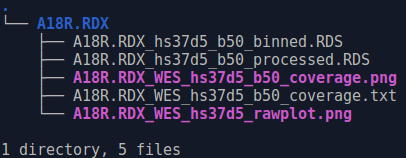 .
└── A18R.RDX
    ├── A18R.RDX_hs37d5_b50_binned.RDS
    ├── A18R.RDX_hs37d5_b50_processed.RDS
    ├── A18R.RDX_WES_hs37d5_b50_coverage.png
    ├── A18R.RDX_WES_hs37d5_b50_coverage.txt
    └── A18R.RDX_WES_hs37d5_rawplot.png
1 directory, 5 files